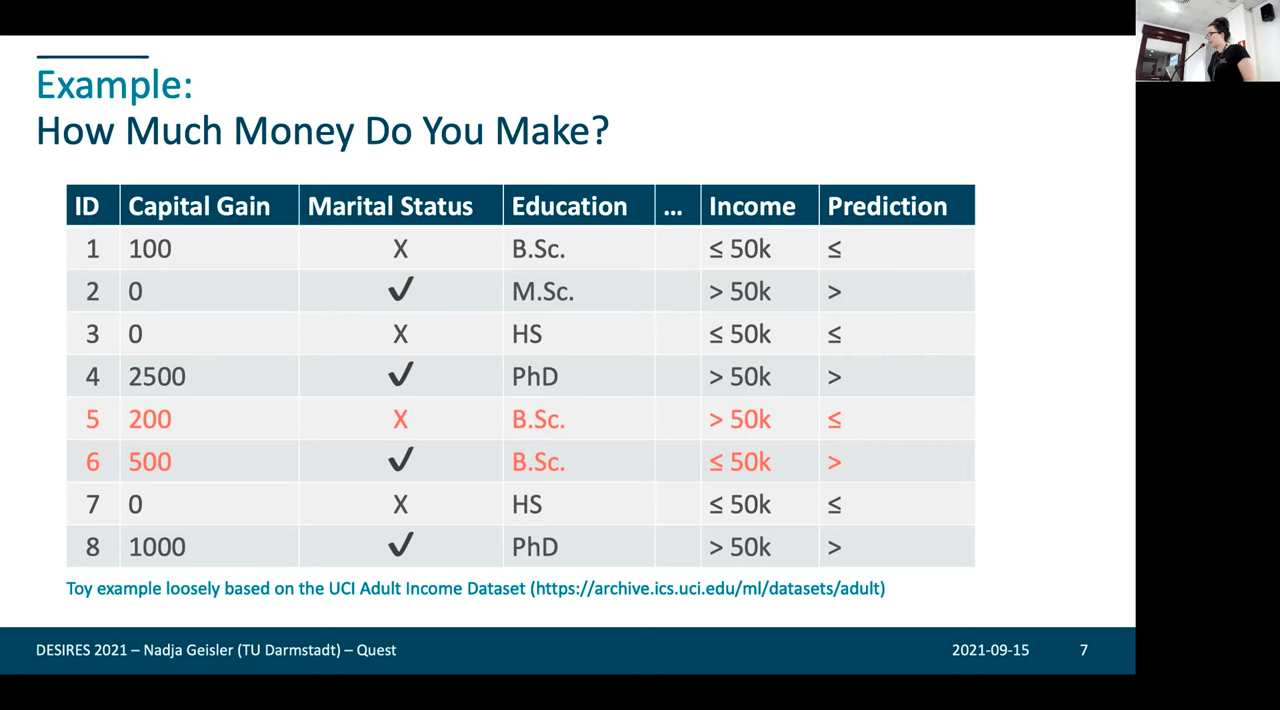 Example:
How Much Money Do You Make?
ID Capital Gain Marital Status Education ... Income Prediction
1 100 X B.Sc. ≤ 50k ≤
2 0 ✓ M.Sc. > 50k >
3 0 X HS ≤ 50k ≤
4 2500 ✓ PhD > 50k >
5 200 X B.Sc. > 50k ≤
6 500 ✓ B.Sc. ≤ 50k >
7 0 X HS ≤ 50k ≤
8 1000 ✓ PhD > 50k >
Toy example loosely based on the UCI Adult Income Dataset (https://archive.ics.uci.edu/ml/datasets/adult)
DESIRES 2021 – Nadja Geisler (TU Darmstadt) – Quest 2021-09-15 7